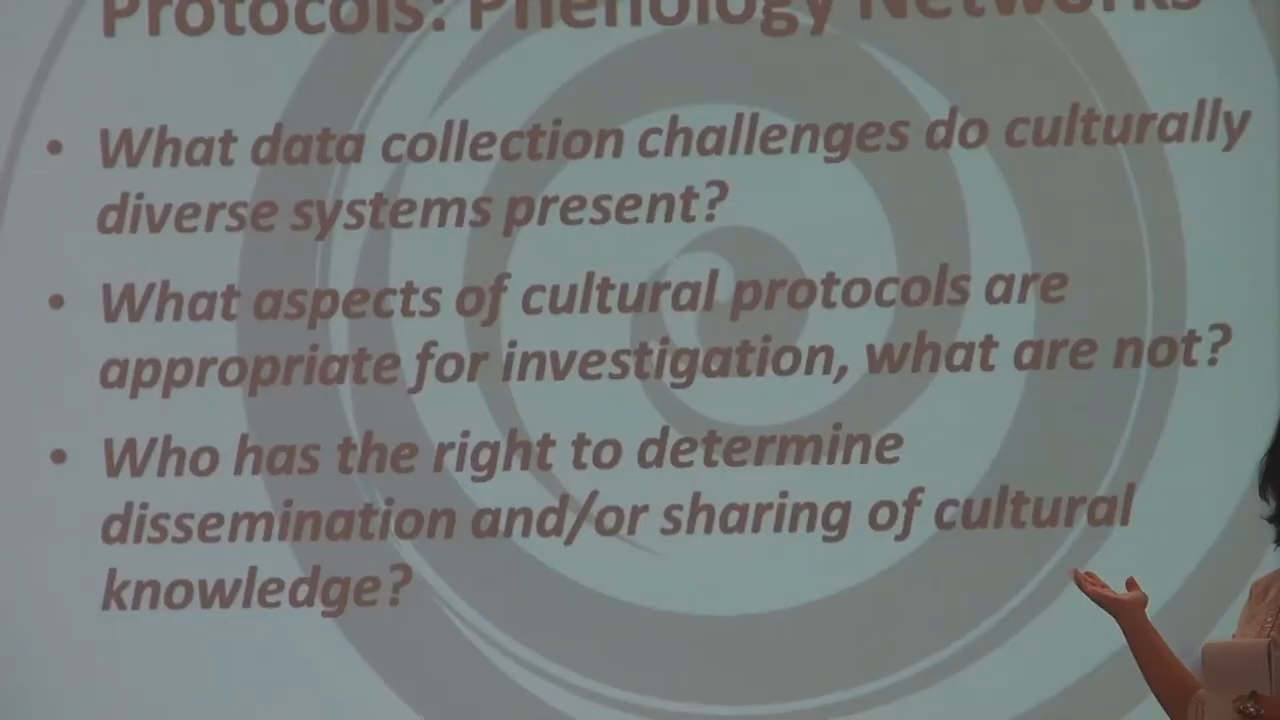 Protocols: Phenology Networks
• What data collection challenges do culturally
diverse systems present?
• What aspects of cultural protocols are
appropriate for investigation, what are not?
• Who has the right to determine
dissemination and/or sharing of cultural
knowledge?